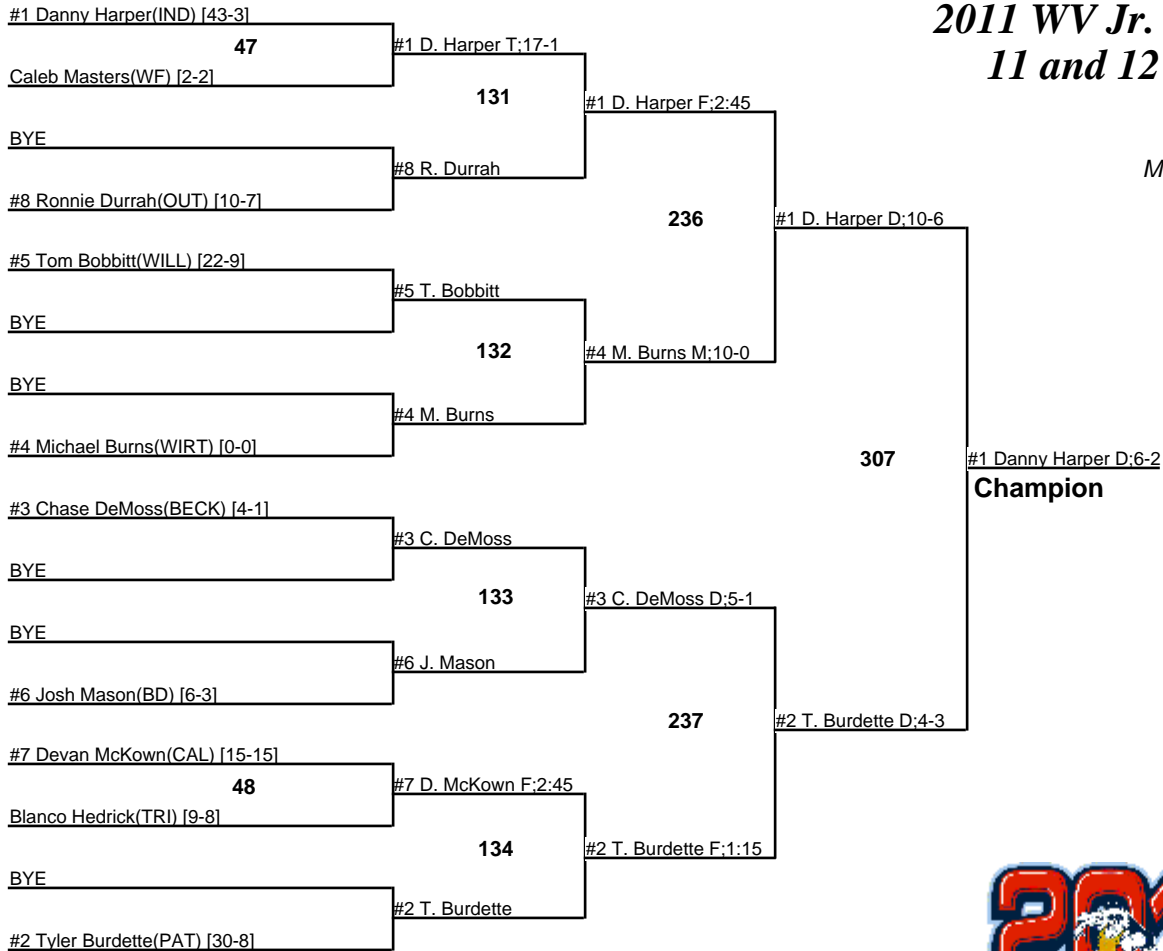 2011 WV Jr.
11 and 12
M
#1 Danny Harper(IND) [43-3]
47
Caleb Masters(WF) [2-2]
#1 D. Harper T;17-1
131
BYE
#8 Ronnie Durrah(OUT) [10-7]
#8 R. Durrah
#1 D. Harper F;2:45
236
#5 Tom Bobbitt(WILL) [22-9]
BYE
#5 T. Bobbitt
132
BYE
#4 Michael Burns(WIRT) [0-0]
#4 M. Burns
#4 M. Burns M;10-0
#1 D. Harper D;10-6
307
#1 Danny Harper D;6-2
Champion
#3 Chase DeMoss(BECK) [4-1]
BYE
#3 C. DeMoss
133
BYE
#6 Josh Mason(BD) [6-3]
#6 J. Mason
#3 C. DeMoss D;5-1
237
#2 T. Burdette D;4-3
#7 Devan McKown(CAL) [15-15]
48
Blanco Hedrick(TRI) [9-8]
#7 D. McKown F;2:45
134
BYE
#2 Tyler Burdette(PAT) [30-8]
#2 T. Burdette
#2 T. Burdette F;1:15